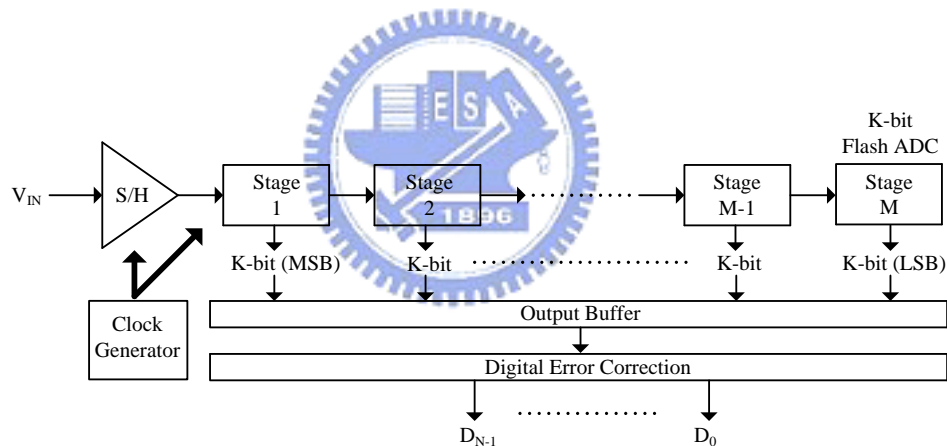 E S A
1896
K-bit
Flash ADC
V_IN
S/H
Stage
1
Stage
2
Stage
M-1
Stage
M
K-bit (MSB)
K-bit
K-bit
K-bit (LSB)
Clock
Generator
Output Buffer
Digital Error Correction
D_N-1
D_0